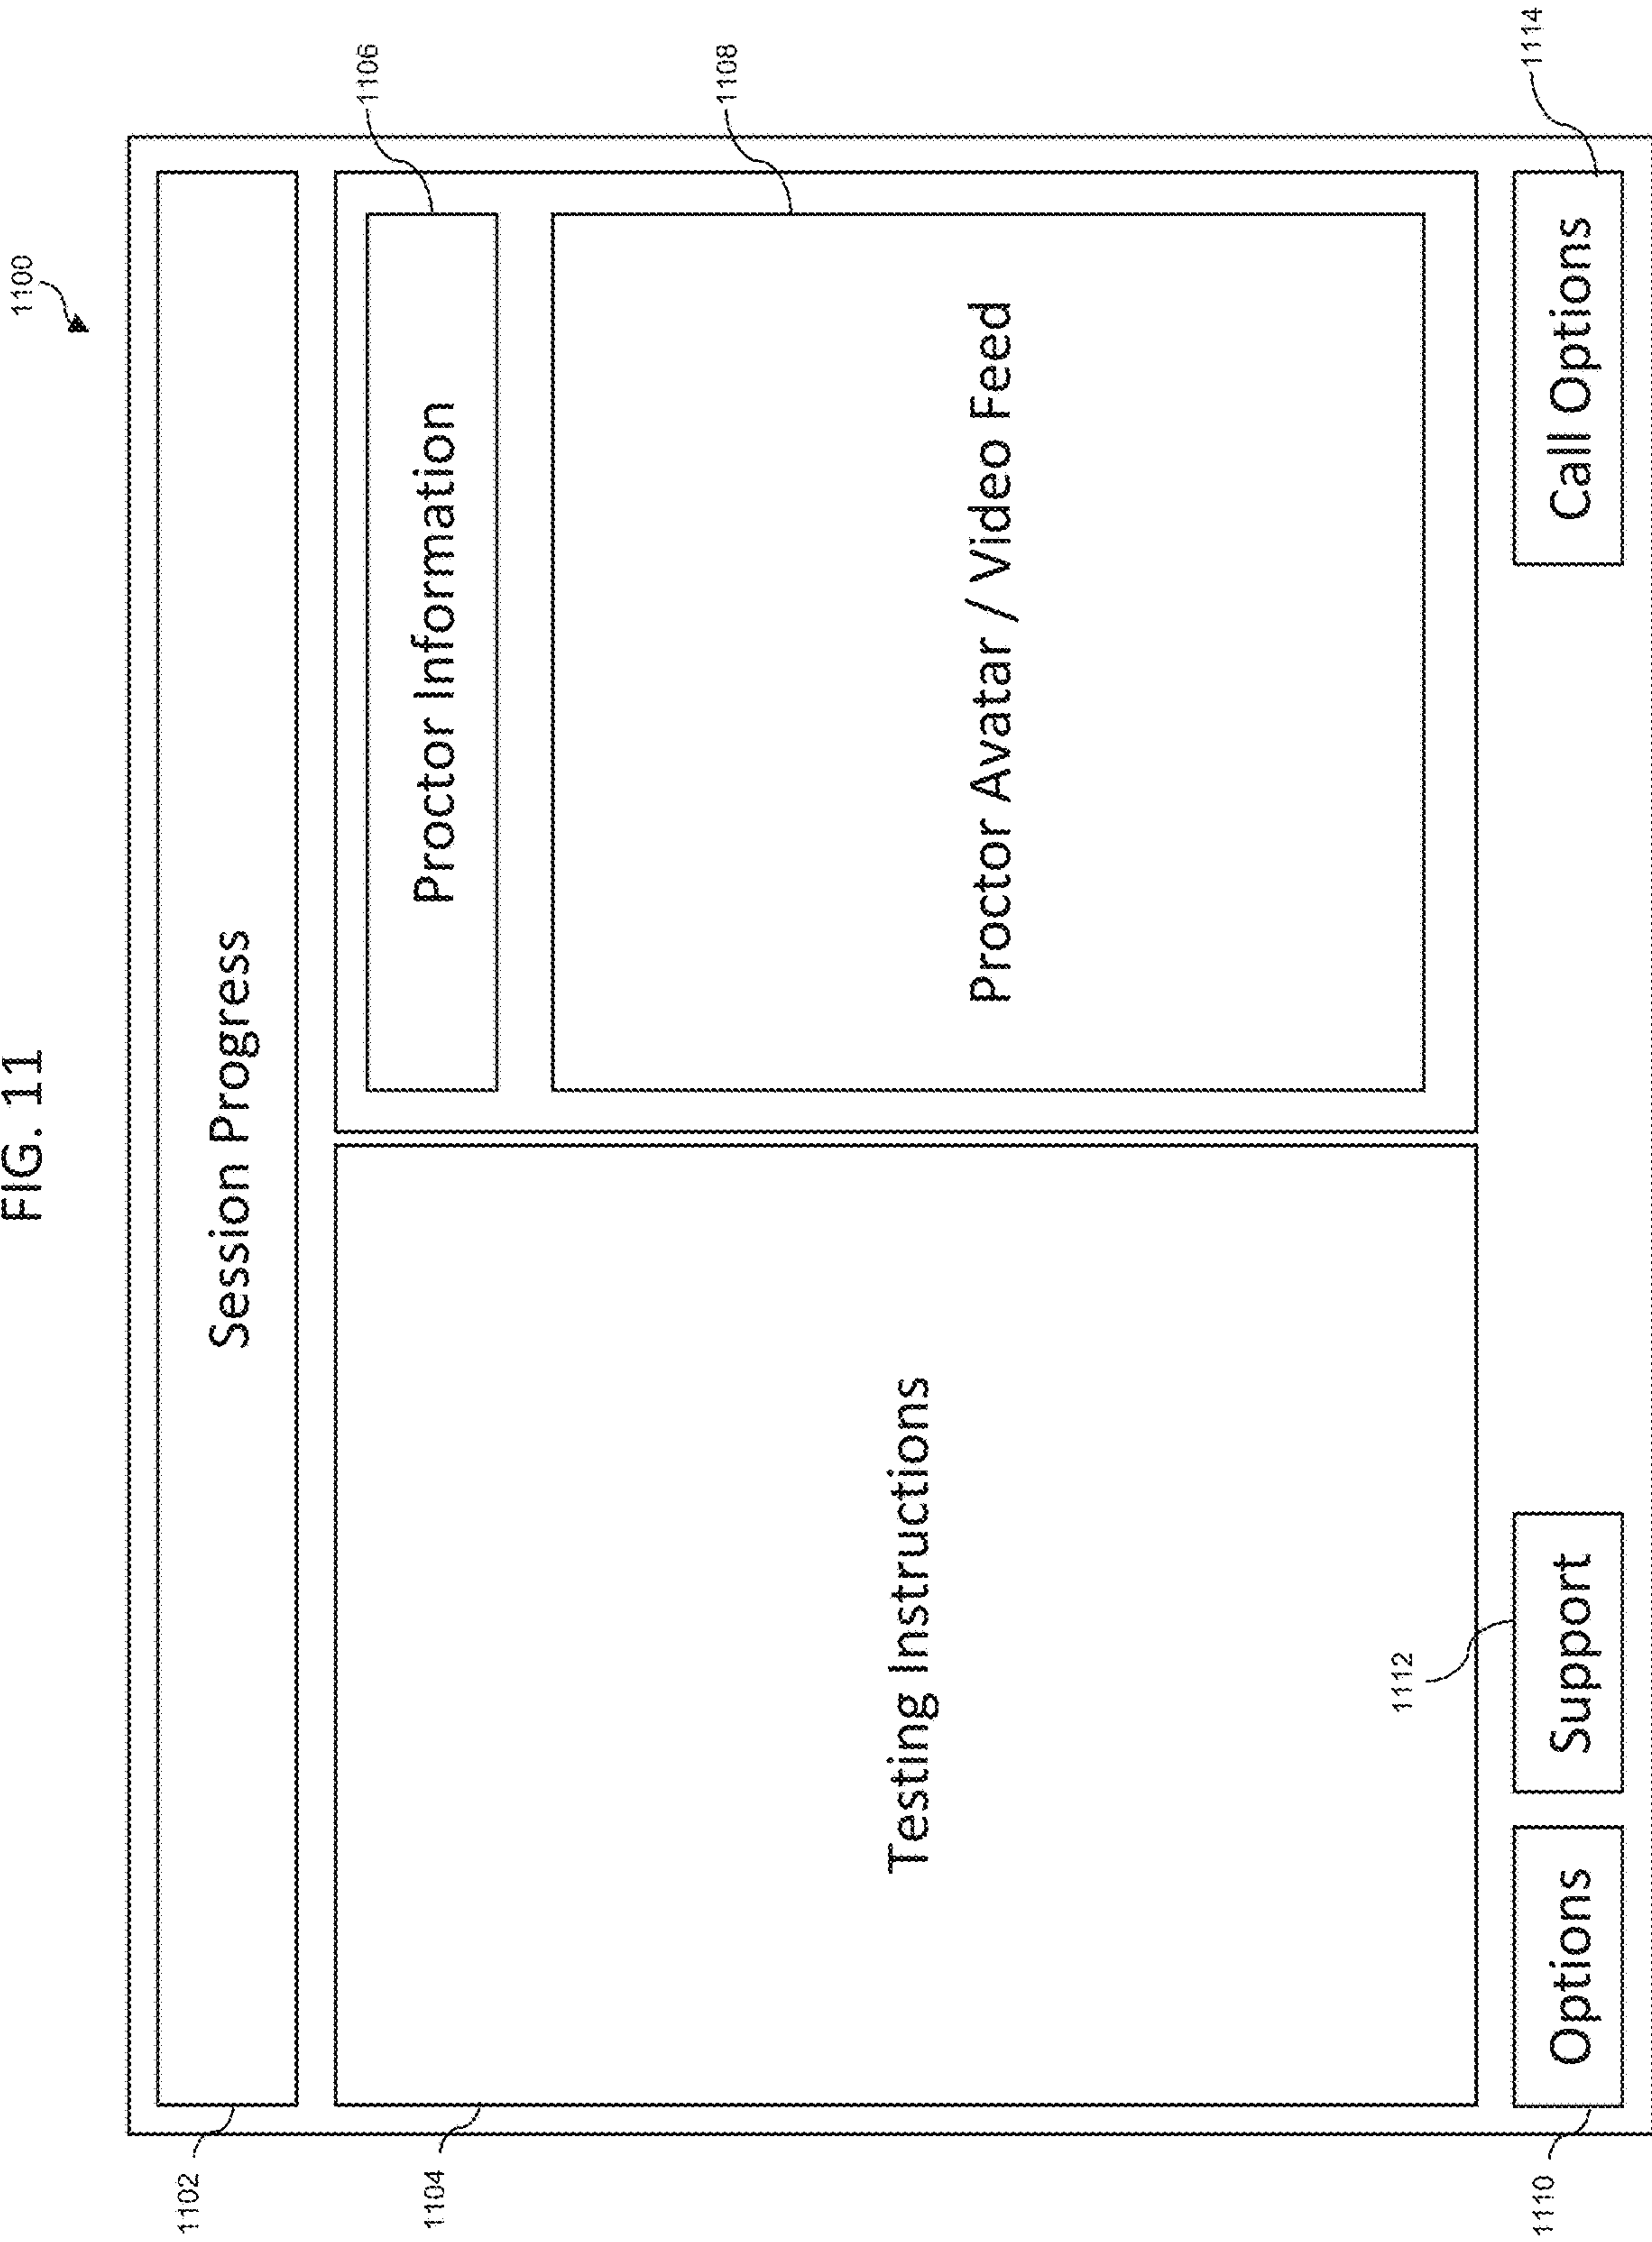 FIG. 11
1100
1102
Session Progress
1104
Testing Instructions
1106
Proctor Information
1108
Proctor Avatar / Video Feed
1110
Options
1112
Support
1114
Call Options